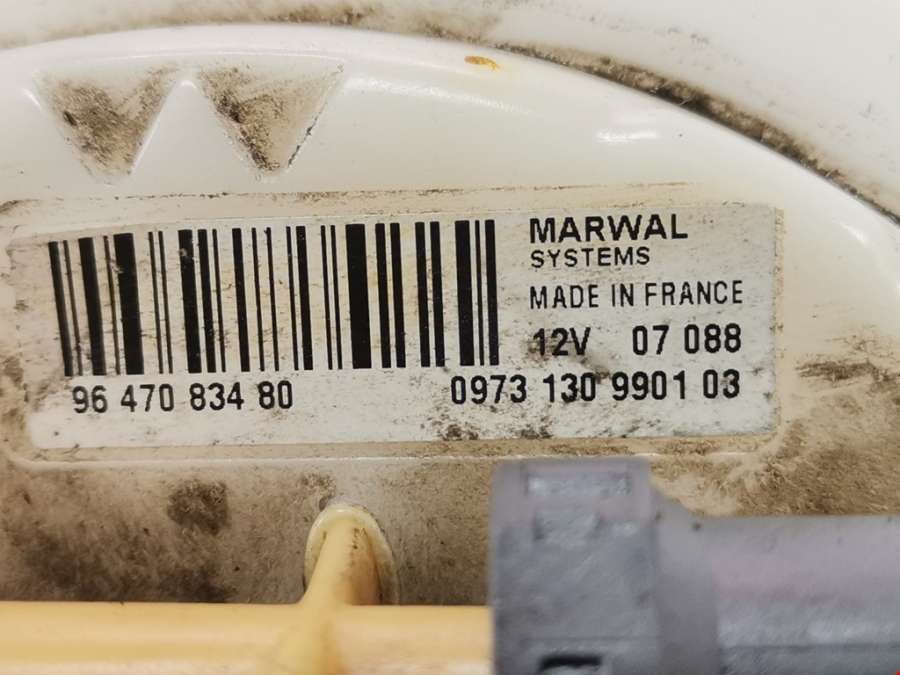 MARWAL
SYSTEMS
MADE IN FRANCE
12V 07 088
96 470 834 80
0973 130 9901 03